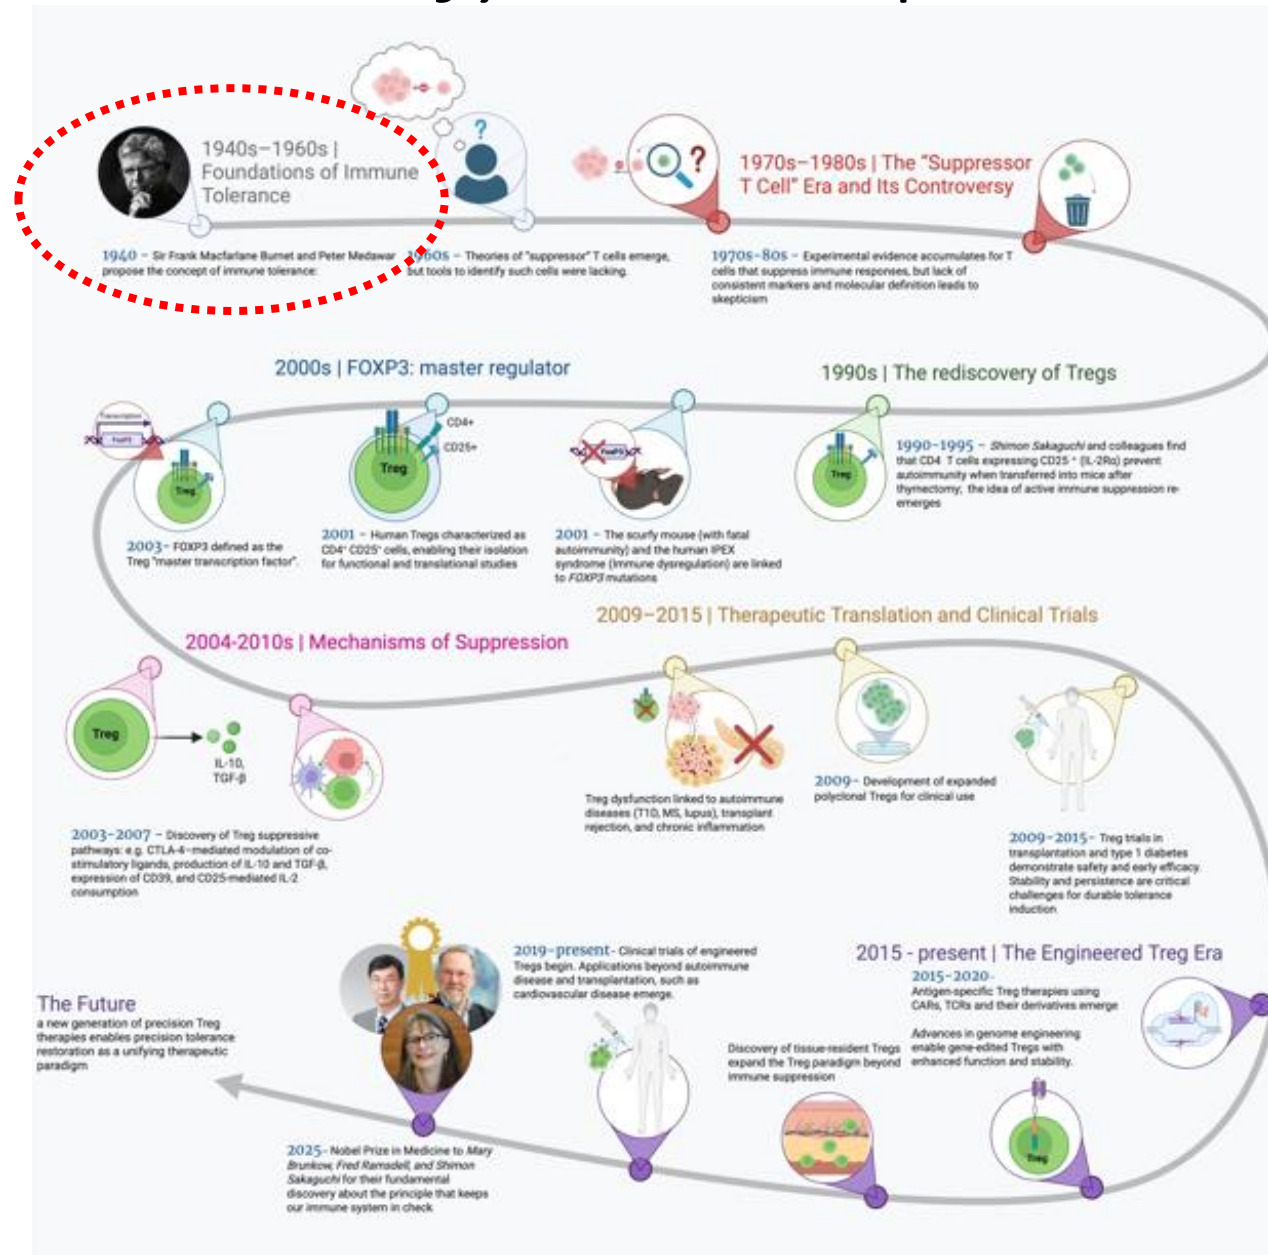 1940s–1960s |
Foundations of Immune
Tolerance
?
1940 – Sir Frank Macfarlane Burnet and Peter Medawar
propose the concept of immune tolerance:
1960s – Theories of "suppressor" T cells emerge,
but tools to identify such cells were lacking.
?
1970s–1980s | The "Suppressor
T Cell" Era and Its Controversy
1970s-80s – Experimental evidence accumulates for T
cells that suppress immune responses, but lack of
consistent markers and molecular definition leads to
skepticism
1990s | The rediscovery of Tregs
Treg
1990-1995 – Shimon Sakaguchi and colleagues find
that CD4 T cells expressing CD25 + (IL-2Rα) prevent
autoimmunity when transferred into mice after
thymectomy; the idea of active immune suppression re-
emerges
2000s | FOXP3: master regulator
FoxP3
2001 – The scurfy mouse (with fatal
autoimmunity) and the human IPEX
syndrome (Immune dysregulation) are linked
to FOXP3 mutations
CD4+
CD25+
Treg
2001 – Human Tregs characterized as
CD4+ CD25+ cells, enabling their isolation
for functional and translational studies
Transcription
FoxP3
Treg
2003- FOXP3 defined as the
Treg "master transcription factor".
2004-2010s | Mechanisms of Suppression
Treg
IL-10,
TGF-β
2003-2007 – Discovery of Treg suppressive
pathways: e.g. CTLA-4–mediated modulation of co-
stimulatory ligands, production of IL-10 and TGF-β,
expression of CD39, and CD25-mediated IL-2
consumption
2009–2015 | Therapeutic Translation and Clinical Trials
Treg dysfunction linked to autoimmune
diseases (T1D, MS, lupus), transplant
rejection, and chronic inflammation
2009- Development of expanded
polyclonal Tregs for clinical use
2009-2015- Treg trials in
transplantation and type 1 diabetes
demonstrate safety and early efficacy.
Stability and persistence are critical
challenges for durable tolerance
induction
2015 - present | The Engineered Treg Era
2015-2020-
Antigen-specific Treg therapies using
CARs, TCRs and their derivatives emerge
Advances in genome engineering
enable gene-edited Tregs with
enhanced function and stability.
Treg
Discovery of tissue-resident Tregs
expand the Treg paradigm beyond
immune suppression
2019-present- Clinical trials of engineered
Tregs begin. Applications beyond autoimmune
disease and transplantation, such as
cardiovascular disease emerge.
2025- Nobel Prize in Medicine to Mary
Brunkow, Fred Ramsdell, and Shimon
Sakaguchi for their fundamental
discovery about the principle that keeps
our immune system in check
The Future
a new generation of precision Treg
therapies enables precision tolerance
restoration as a unifying therapeutic
paradigm